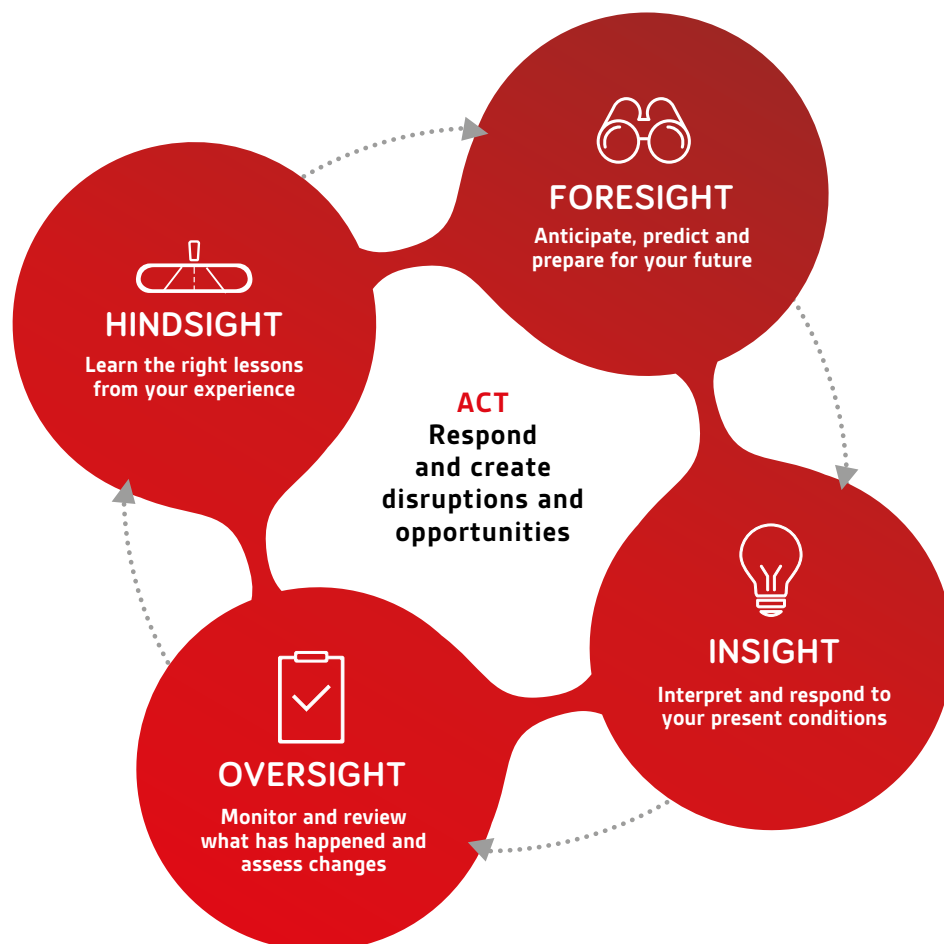 FORESIGHT
Anticipate, predict and
prepare for your future
HINDSIGHT
Learn the right lessons
from your experience
ACT
Respond
and create
disruptions and
opportunities
INSIGHT
Interpret and respond to
your present conditions
OVERSIGHT
Monitor and review
what has happened and
assess changes